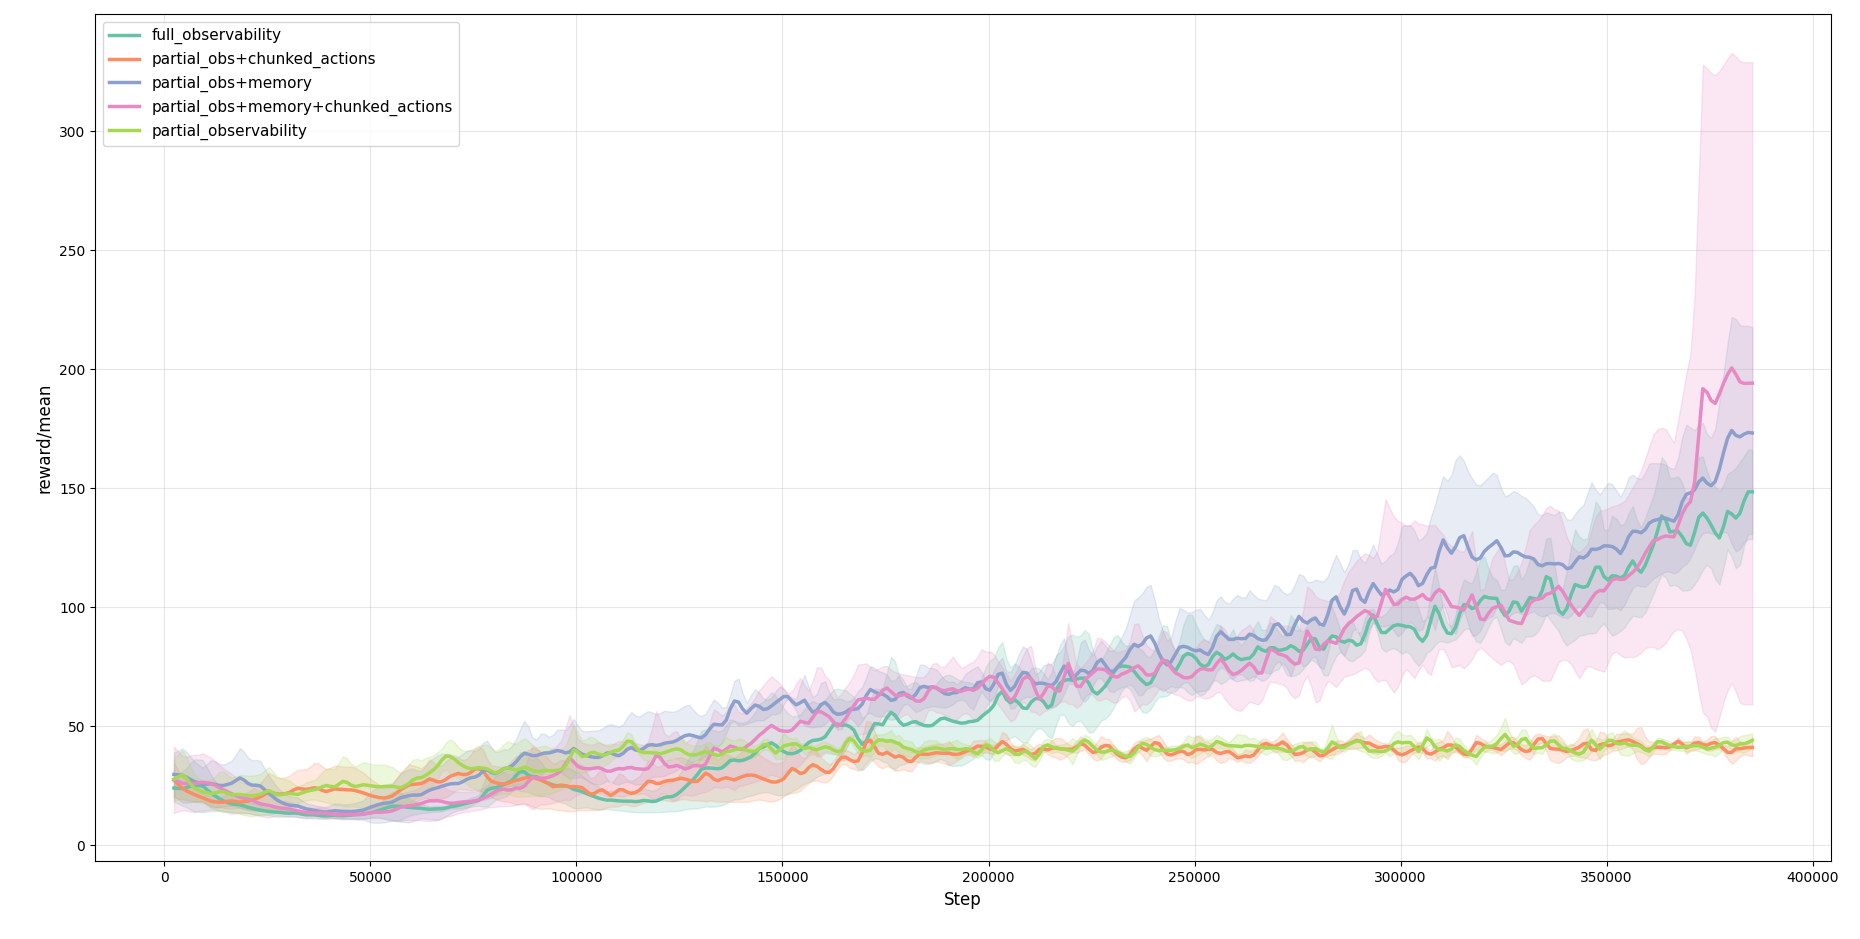 full_observability
partial_obs+chunked_actions
partial_obs+memory
partial_obs+memory+chunked_actions
partial_observability
reward/mean
300
250
200
150
100
50
0
0 50000 100000 150000 200000 250000 300000 350000 400000
Step